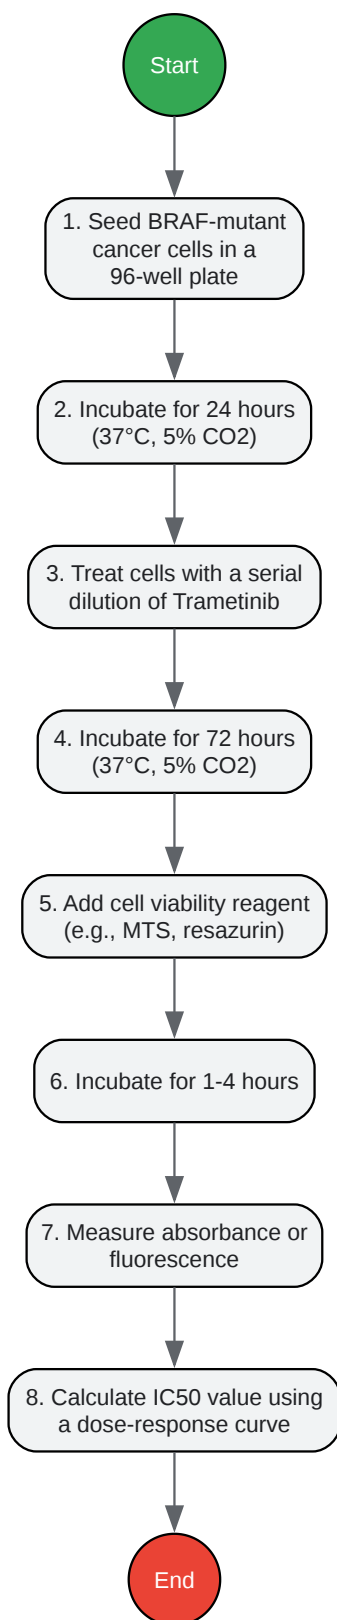 Start
1. Seed BRAF-mutant
cancer cells in a
96-well plate
2. Incubate for 24 hours
(37°C, 5% CO2)
3. Treat cells with a serial
dilution of Trametinib
4. Incubate for 72 hours
(37°C, 5% CO2)
5. Add cell viability reagent
(e.g., MTS, resazurin)
6. Incubate for 1-4 hours
7. Measure absorbance or
fluorescence
8. Calculate IC50 value using
a dose-response curve
End